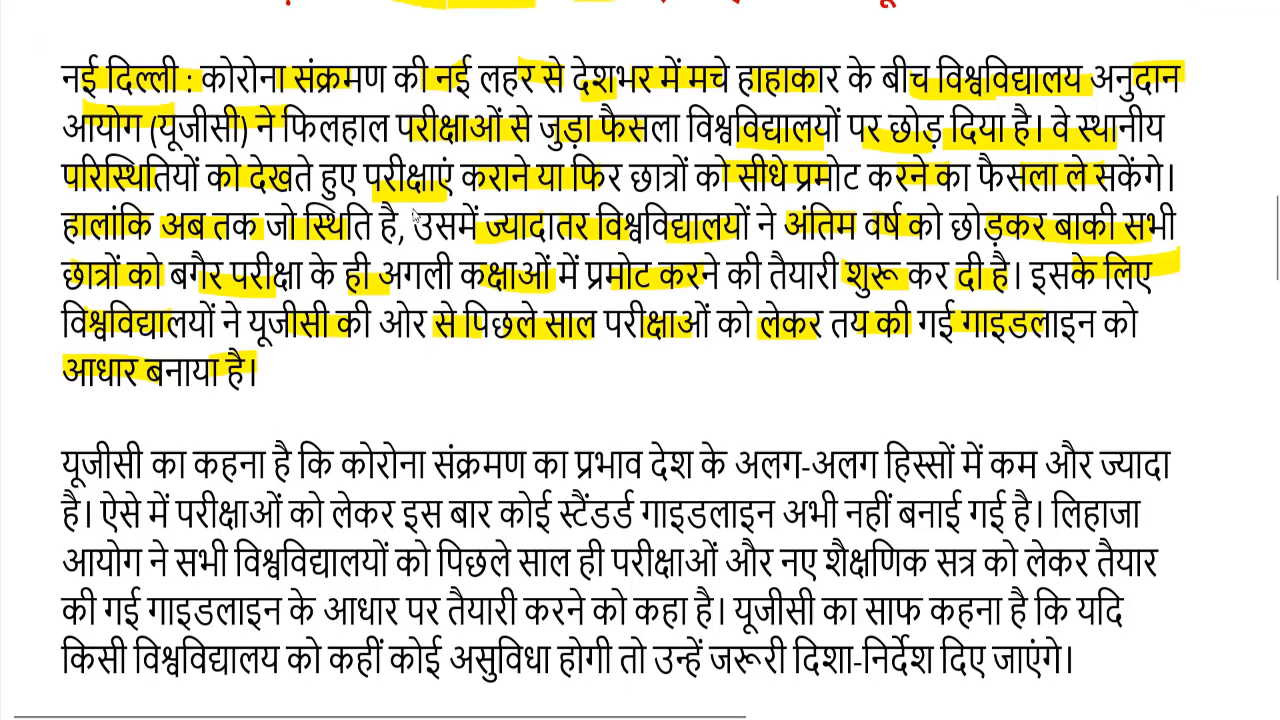 नई दिल्ली : कोरोना संक्रमण की नई लहर से देशभर में मचे हाहाकार के बीच विश्वविद्यालय अनुदान
आयोग (यूजीसी) ने फिलहाल परीक्षाओं से जुड़ा फैसला विश्वविद्यालयों पर छोड़ दिया है। वे स्थानीय
परिस्थितियों को देखते हुए परीक्षाएं कराने या फिर छात्रों को सीधे प्रमोट करने का फैसला ले सकेंगे।
हालांकि अब तक जो स्थिति है, उसमें ज्यादातर विश्वविद्यालयों ने अंतिम वर्ष को छोड़कर बाकी सभी
छात्रों को बगैर परीक्षा के ही अगली कक्षाओं में प्रमोट करने की तैयारी शुरू कर दी है। इसके लिए
विश्वविद्यालयों ने यूजीसी की ओर से पिछले साल परीक्षाओं को लेकर तय की गई गाइडलाइन को
आधार बनाया है।
यूजीसी का कहना है कि कोरोना संक्रमण का प्रभाव देश के अलग-अलग हिस्सों में कम और ज्यादा
है। ऐसे में परीक्षाओं को लेकर इस बार कोई स्टैंडर्ड गाइडलाइन अभी नहीं बनाई गई है। लिहाजा
आयोग ने सभी विश्वविद्यालयों को पिछले साल ही परीक्षाओं और नए शैक्षणिक सत्र को लेकर तैयार
की गई गाइडलाइन के आधार पर तैयारी करने को कहा है। यूजीसी का साफ कहना है कि यदि
किसी विश्वविद्यालय को कहीं कोई असुविधा होगी तो उन्हें जरूरी दिशा-निर्देश दिए जाएंगे।